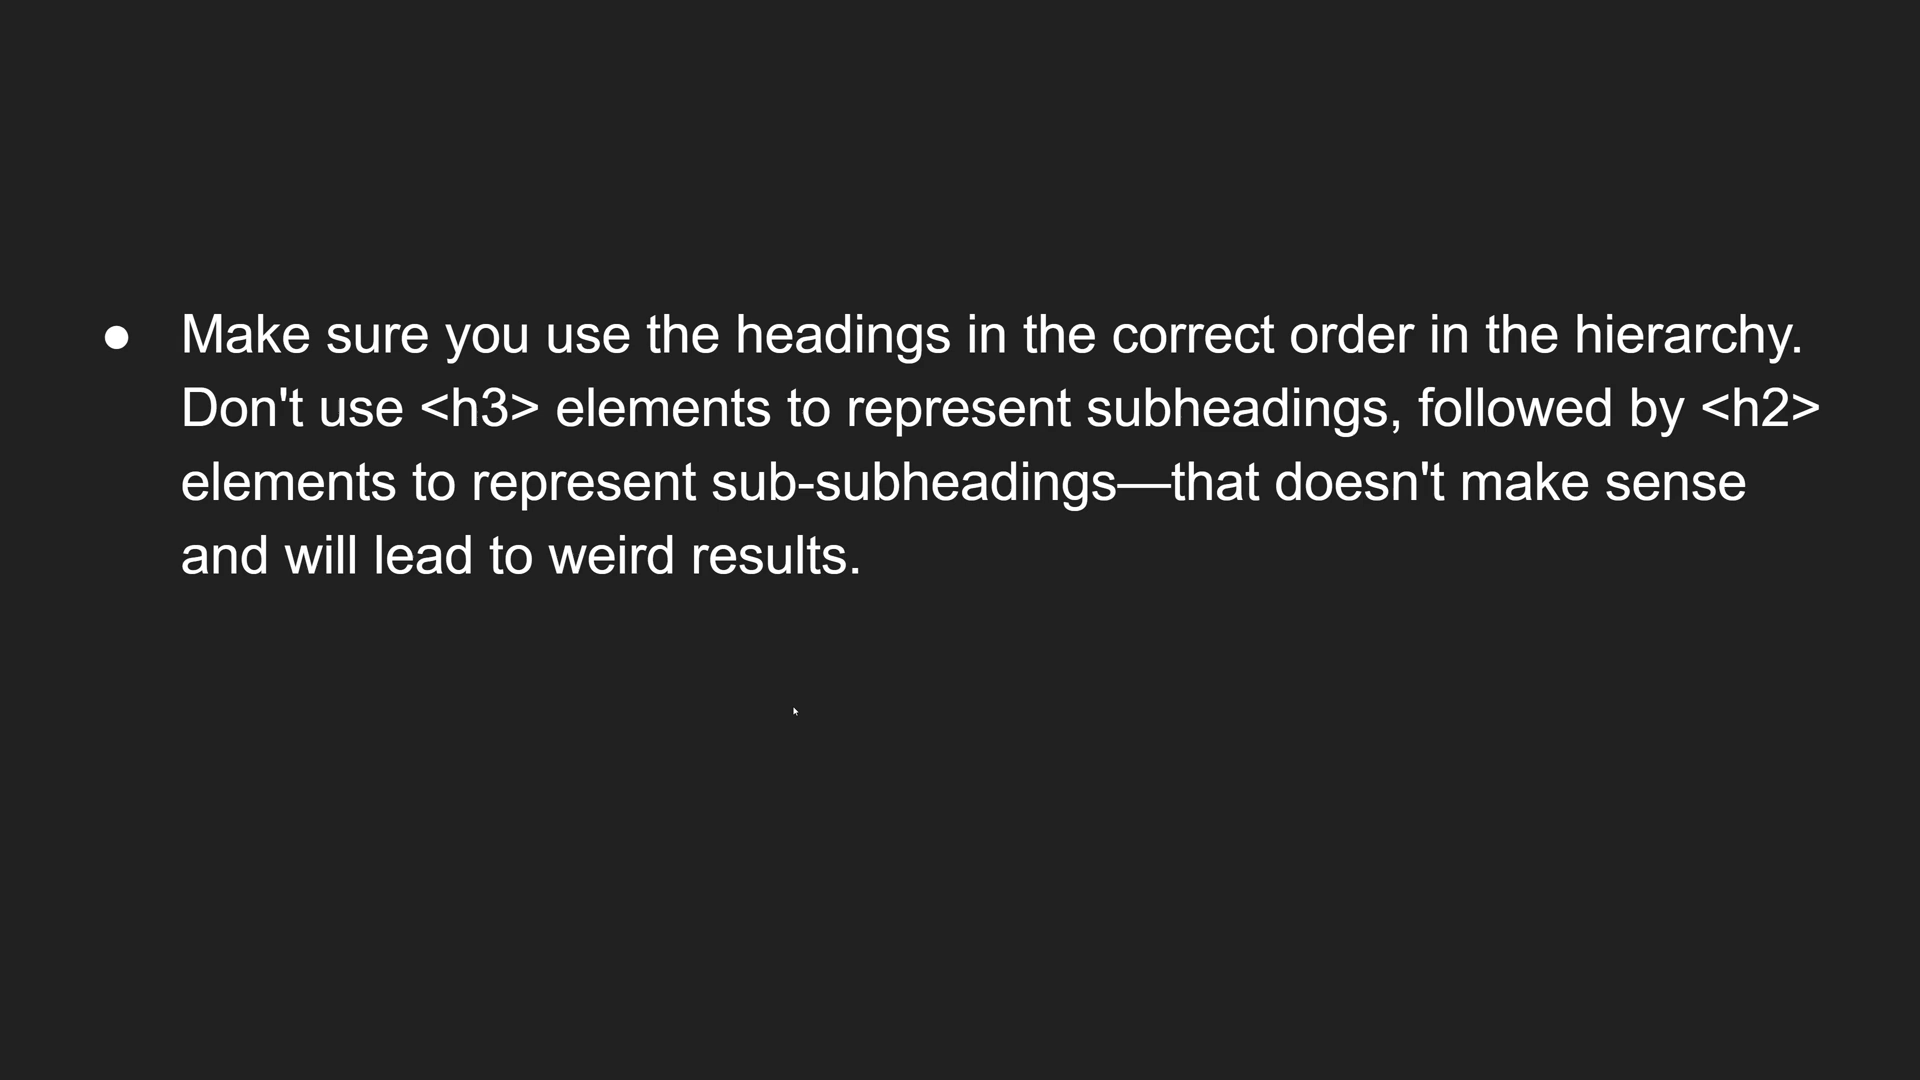 ● Make sure you use the headings in the correct order in the hierarchy.
Don't use <h3> elements to represent subheadings, followed by <h2>
elements to represent sub-subheadings—that doesn't make sense
and will lead to weird results.